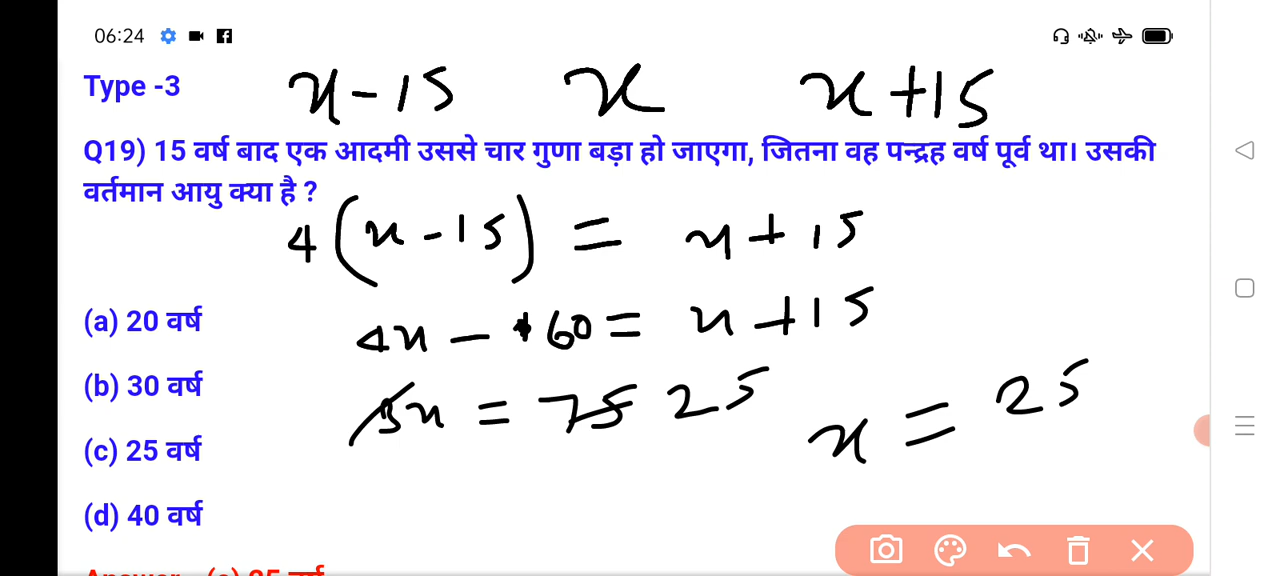 06:24
x-15 x x+15
Type -3
Q19) 15 वर्ष बाद एक आदमी उससे चार गुणा बड़ा हो जाएगा, जितना वह पन्द्रह वर्ष पूर्व था। उसकी
वर्तमान आयु क्या है ?
4(x-15) = x+15
(a) 20 वर्ष
4x - 60 = x+15
(b) 30 वर्ष
3x = 75 25
x = 25
(c) 25 वर्ष
(d) 40 वर्ष